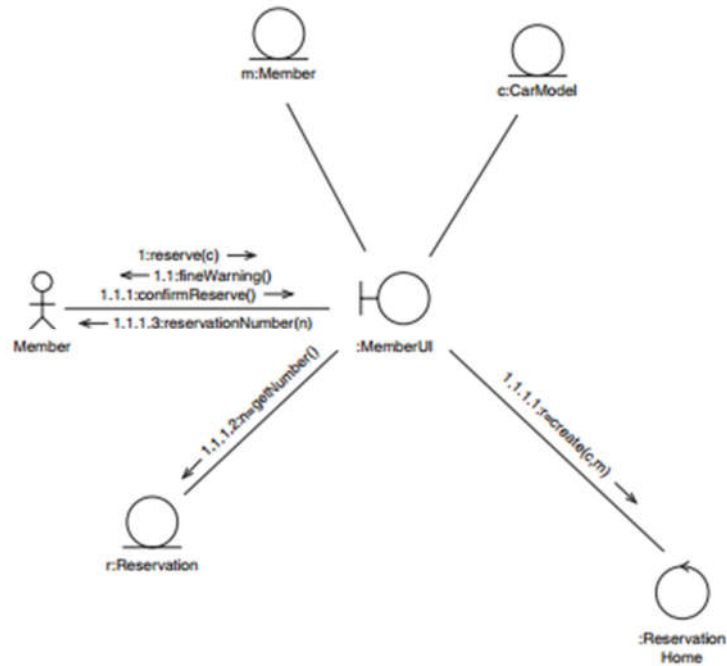 m:Member
c:CarModel
1:reserve(c)
1.1:fineWarning()
1.1.1:confirmReserve()
1.1.1.3:reservationNumber(n)
Member
:MemberUI
1.1.1.2:n=getNumber()
1.1.1.1:r=create(c,m)
r:Reservation
:Reservation
Home